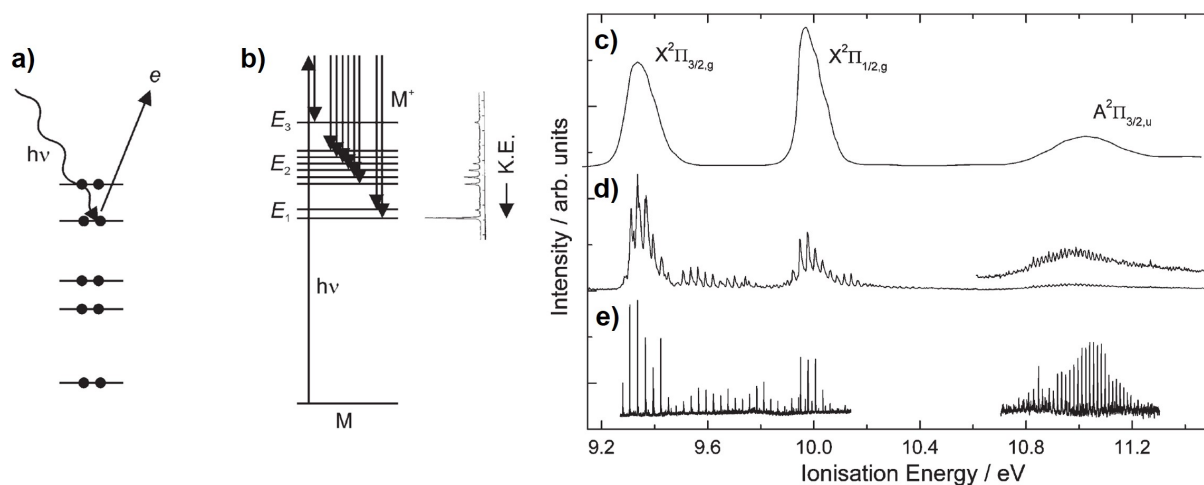 a)
e
hν
b)
M⁺
E₃
E₂
E₁
hν
M
K.E.
c)
X²Π₃/₂,g
X²Π₁/₂,g
A²Π₃/₂,u
d)
e)
Intensity / arb. units
9.2 9.6 10.0 10.4 10.8 11.2
Ionisation Energy / eV